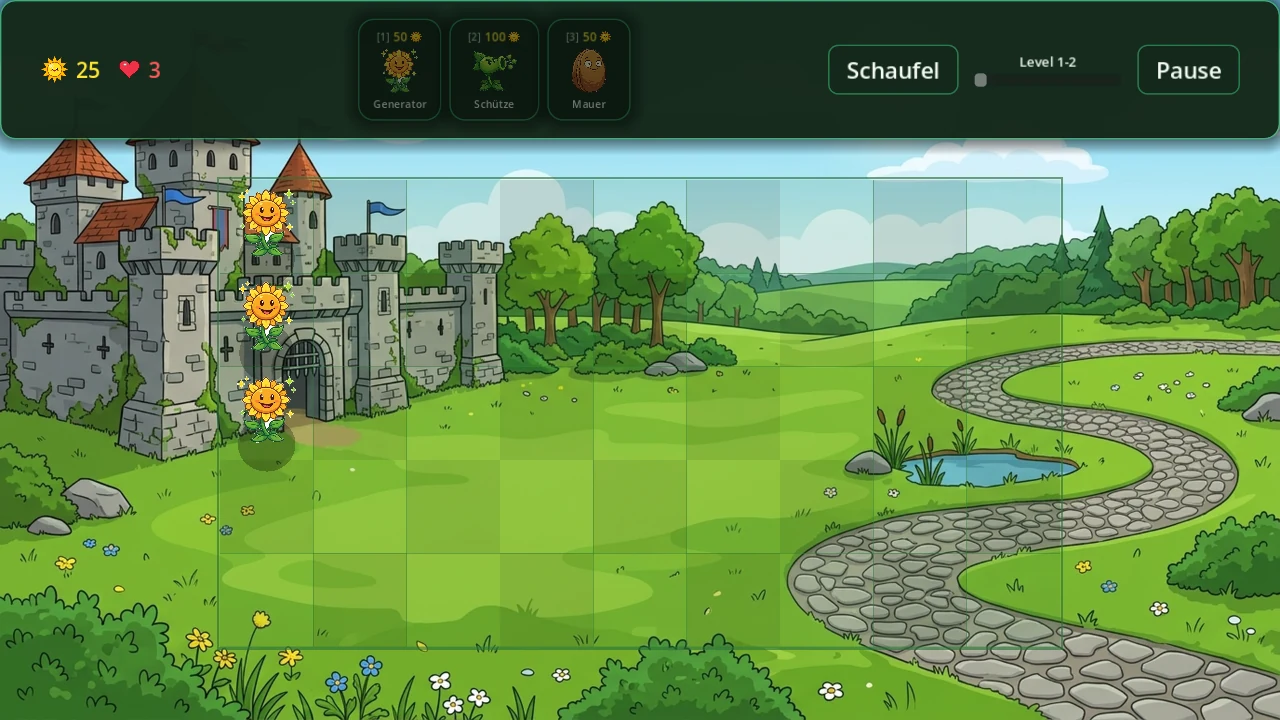 25 3
[1] 50
Generator
[2] 100
Schütze
[3] 50
Mauer
Schaufel
Level 1-2
Pause